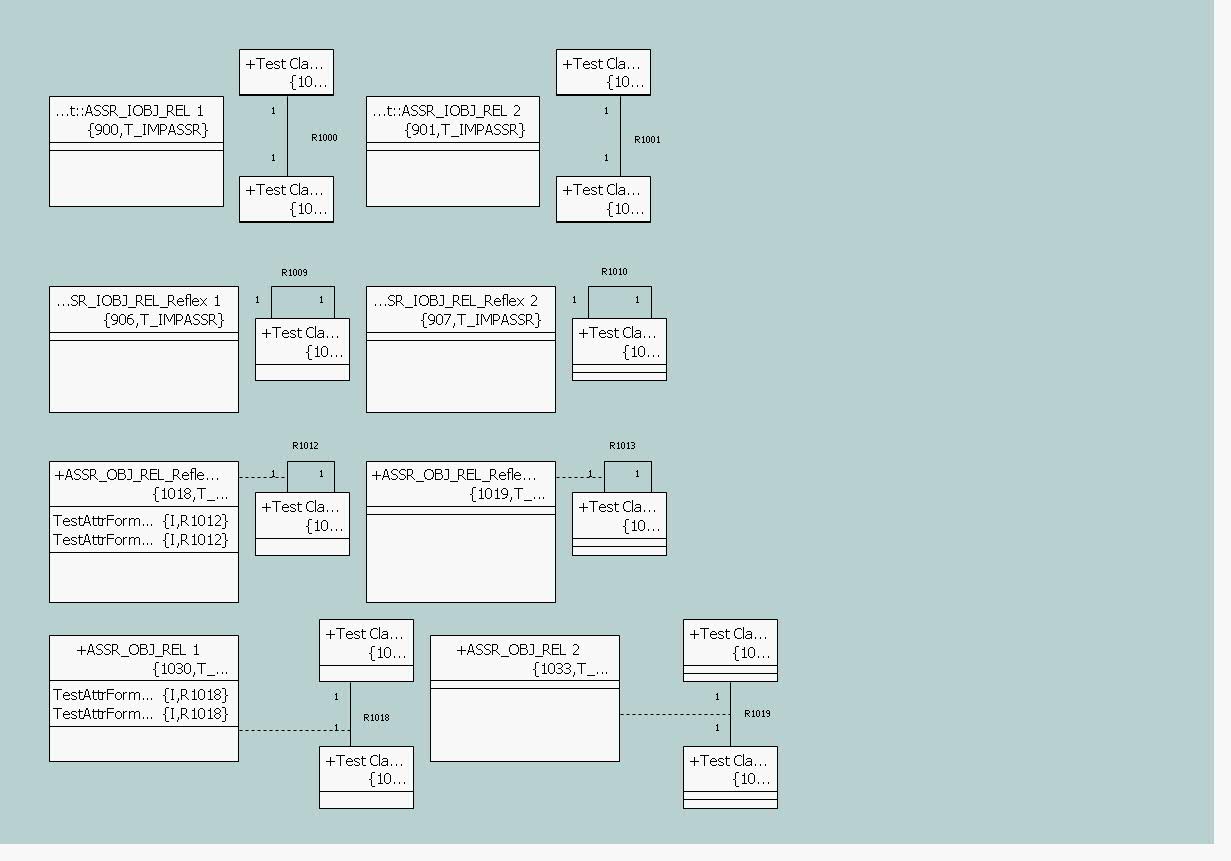 +Test Cla...
{10...
+Test Cla...
{10...
...t::ASSR_IOBJ_REL 1
{900,T_IMPASSR}
1
R1000
1
...t::ASSR_IOBJ_REL 2
{901,T_IMPASSR}
1
R1001
1
+Test Cla...
{10...
+Test Cla...
{10...
R1009
R1010
...SR_IOBJ_REL_Reflex 1
{906,T_IMPASSR}
1
1
...SR_IOBJ_REL_Reflex 2
{907,T_IMPASSR}
1
1
+Test Cla...
{10...
+Test Cla...
{10...
R1012
R1013
+ASSR_OBJ_REL_Refle...
{1018,T_...
1
1
+ASSR_OBJ_REL_Refle...
{1019,T_...
1
1
TestAttrForm... {I,R1012}
TestAttrForm... {I,R1012}
+Test Cla...
{10...
+Test Cla...
{10...
+ASSR_OBJ_REL 1
{1030,T_...
+Test Cla...
{10...
+ASSR_OBJ_REL 2
{1033,T_...
+Test Cla...
{10...
TestAttrForm... {I,R1018}
TestAttrForm... {I,R1018}
1
R1018
1
1
R1019
1
+Test Cla...
{10...
+Test Cla...
{10...